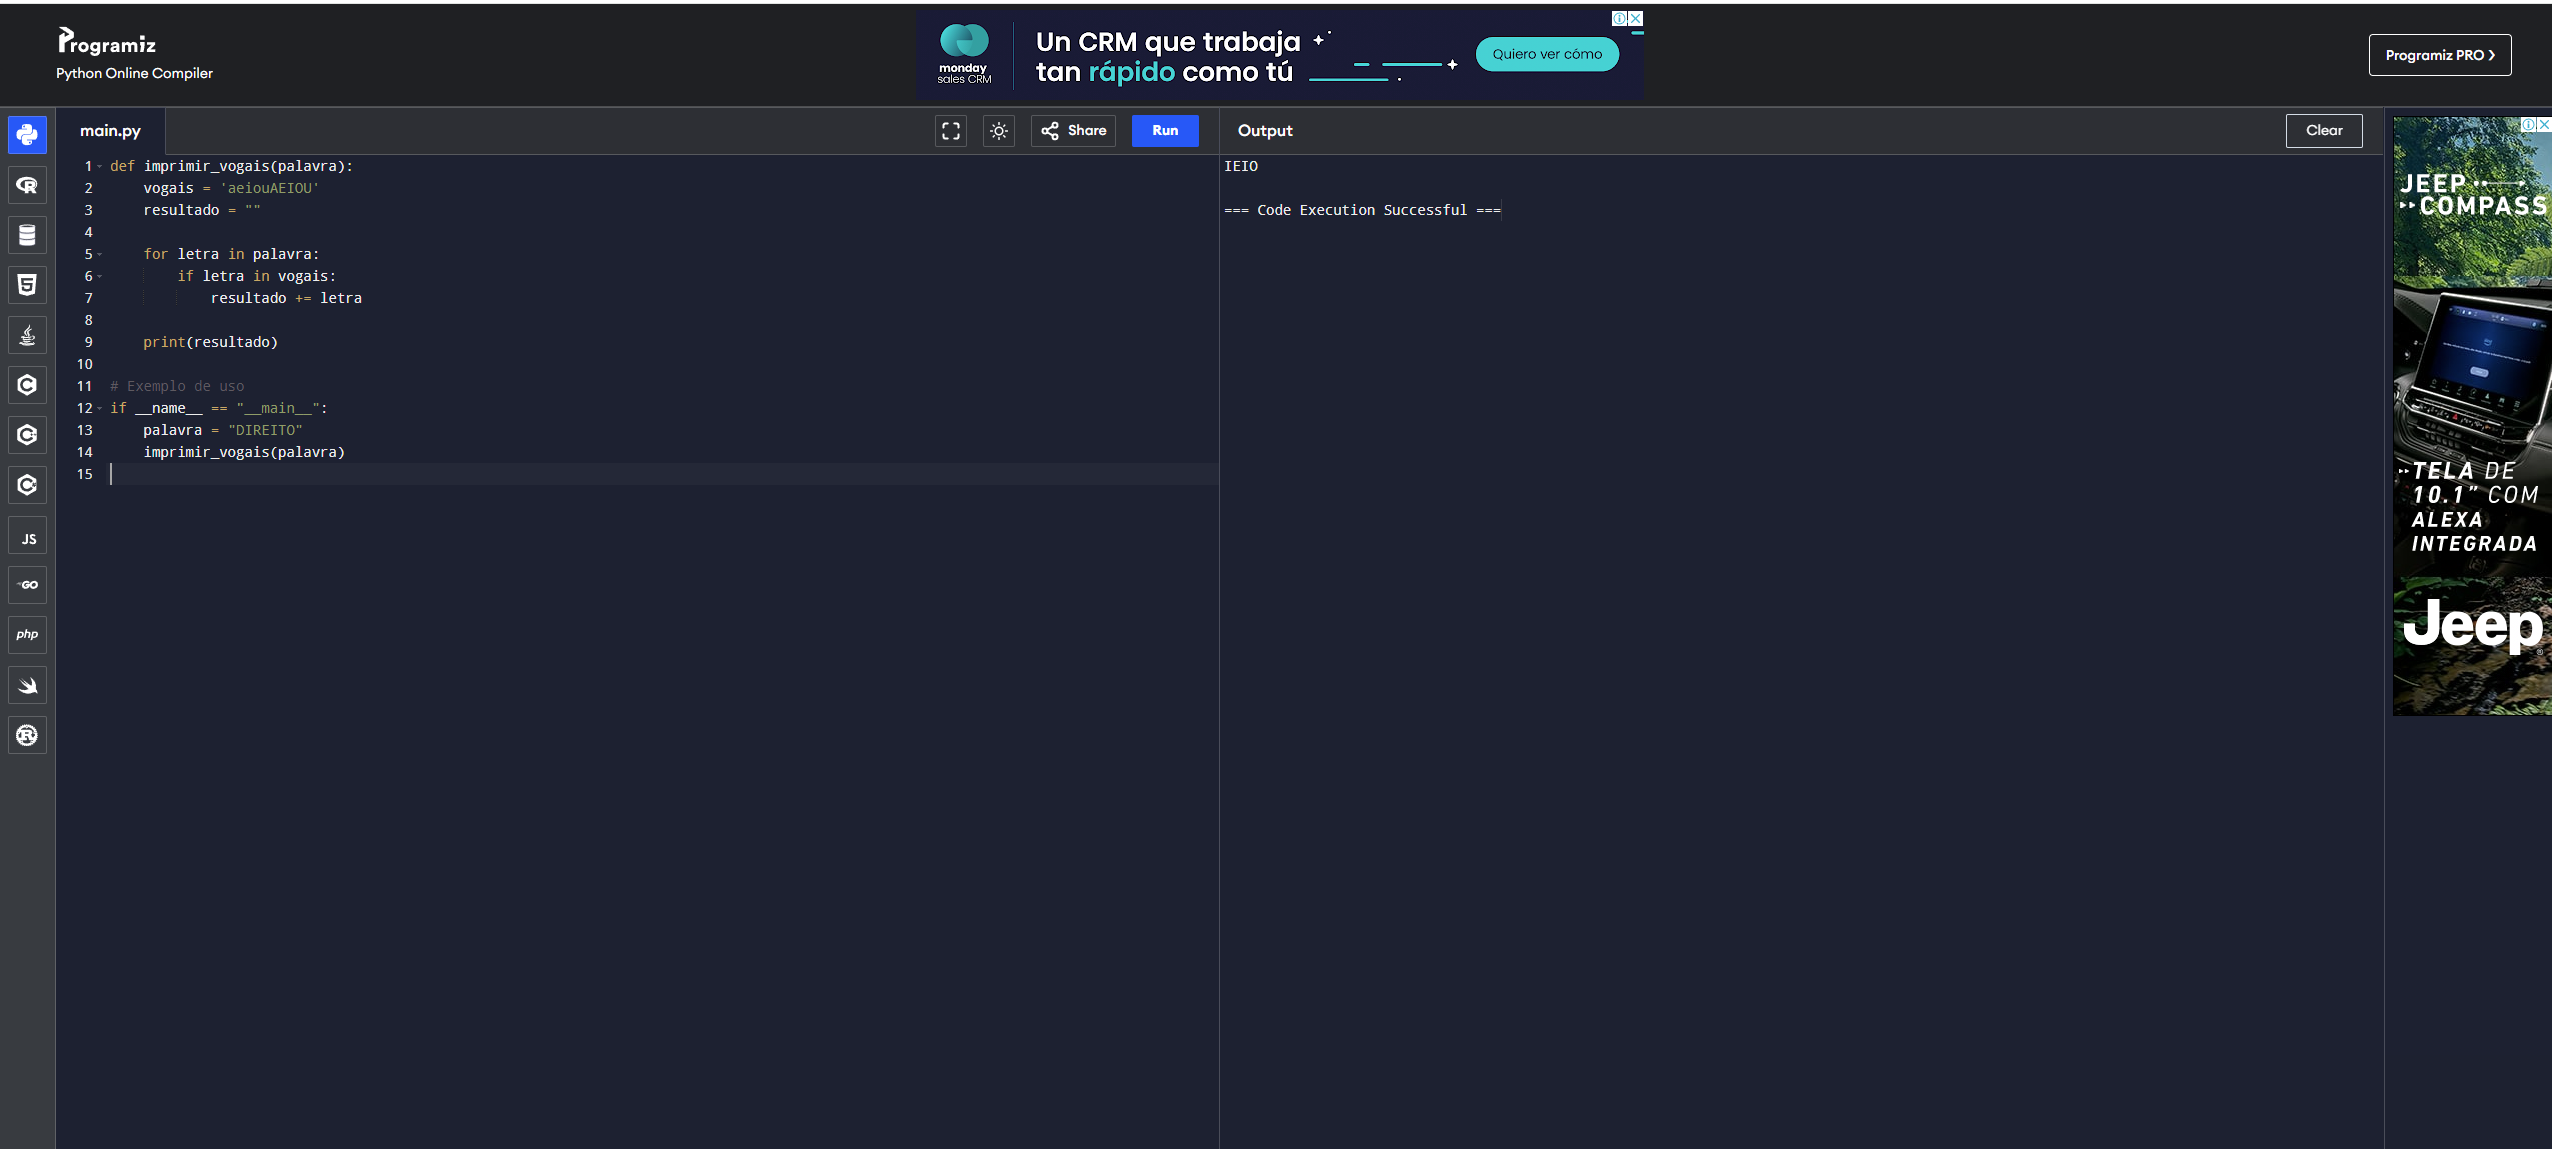 Programiz
Python Online Compiler
monday
sales CRM
Un CRM que trabaja
tan rápido como tú
Quiero ver cómo
Programiz PRO
main.py
Share
Run
Output
Clear
1 def imprimir_vogais(palavra):
2     vogais = 'aeiouAEIOU'
3     resultado = ""
4
5     for letra in palavra:
6         if letra in vogais:
7             resultado += letra
8
9     print(resultado)
10
11 # Exemplo de uso
12 if __name__ == "__main__":
13     palavra = "DIREITO"
14     imprimir_vogais(palavra)
15
IEIO
=== Code Execution Successful ===
JS
GO
php
JEEP
COMPASS
TELA DE
10.1” COM
ALEXA
INTEGRADA
Jeep